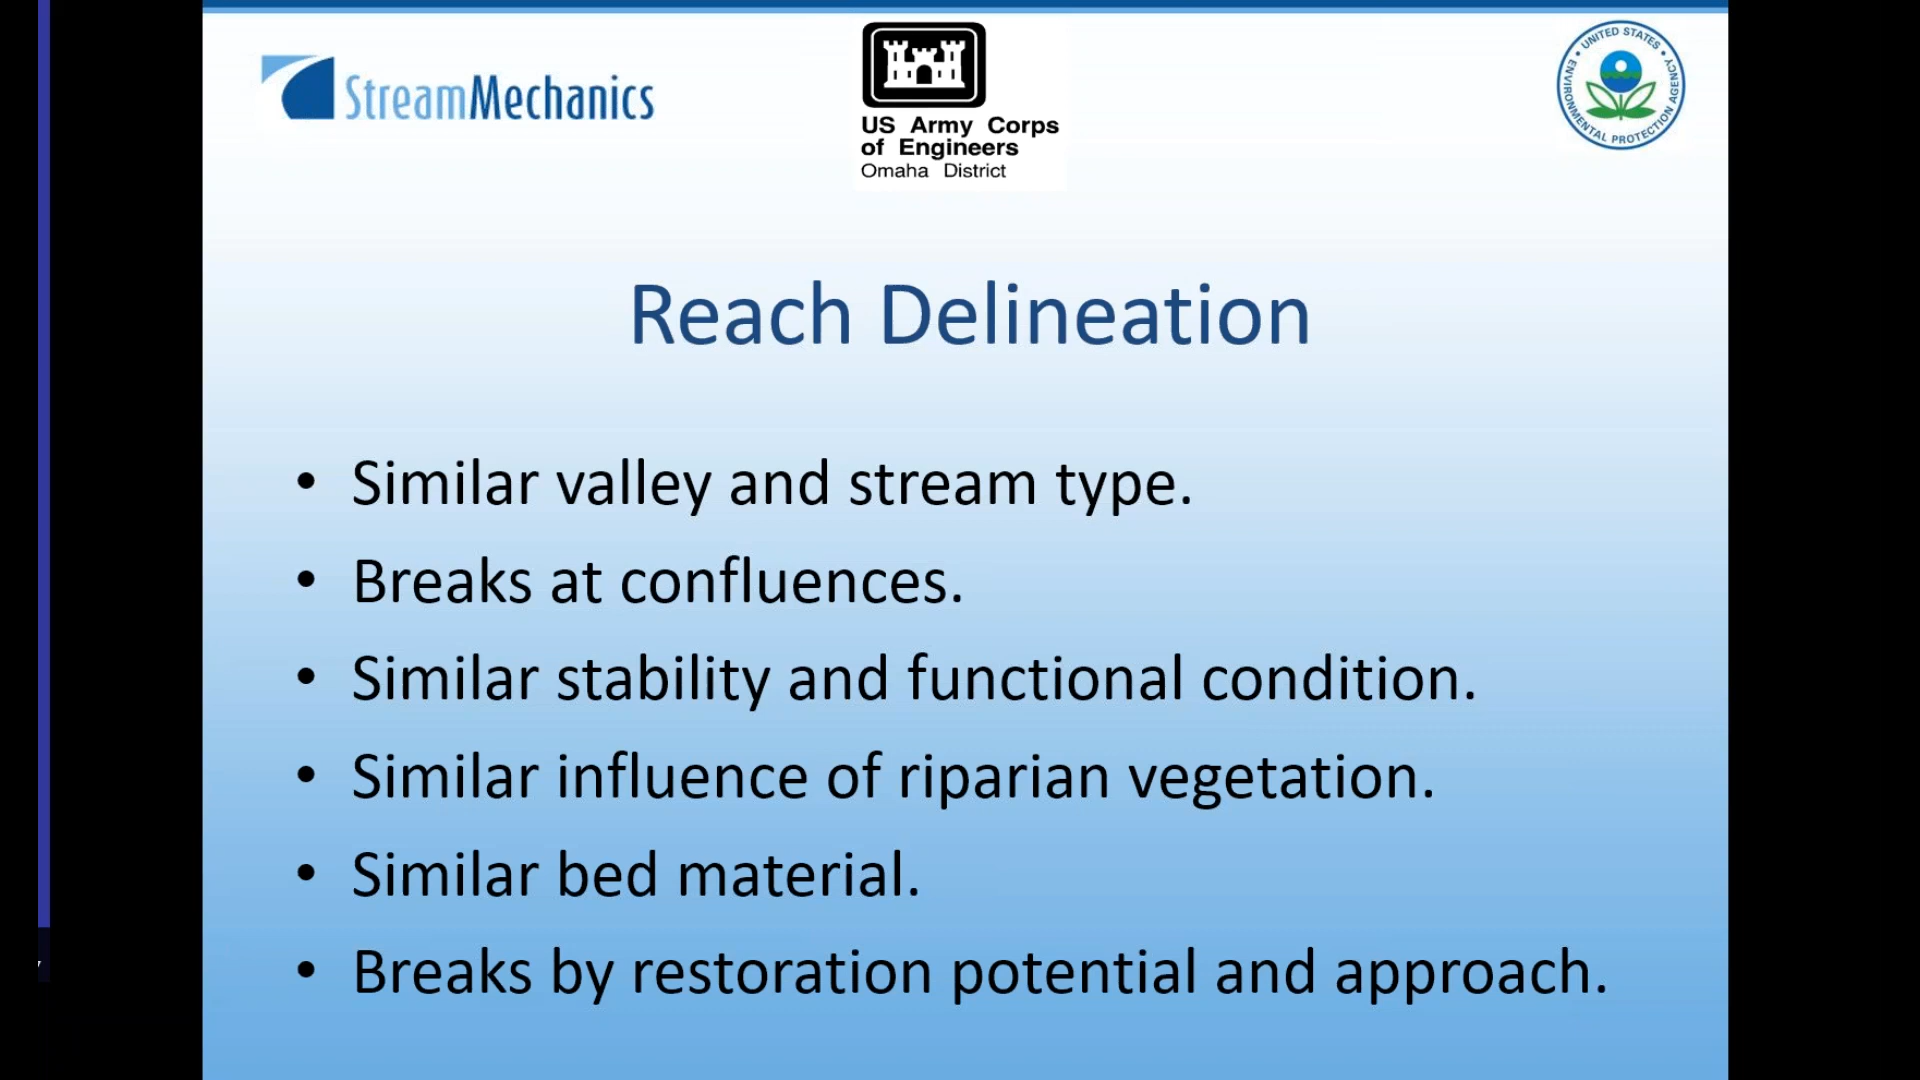 StreamMechanics
US Army Corps
of Engineers
Omaha District
UNITED STATES
ENVIRONMENTAL PROTECTION AGENCY
Reach Delineation
• Similar valley and stream type.
• Breaks at confluences.
• Similar stability and functional condition.
• Similar influence of riparian vegetation.
• Similar bed material.
• Breaks by restoration potential and approach.